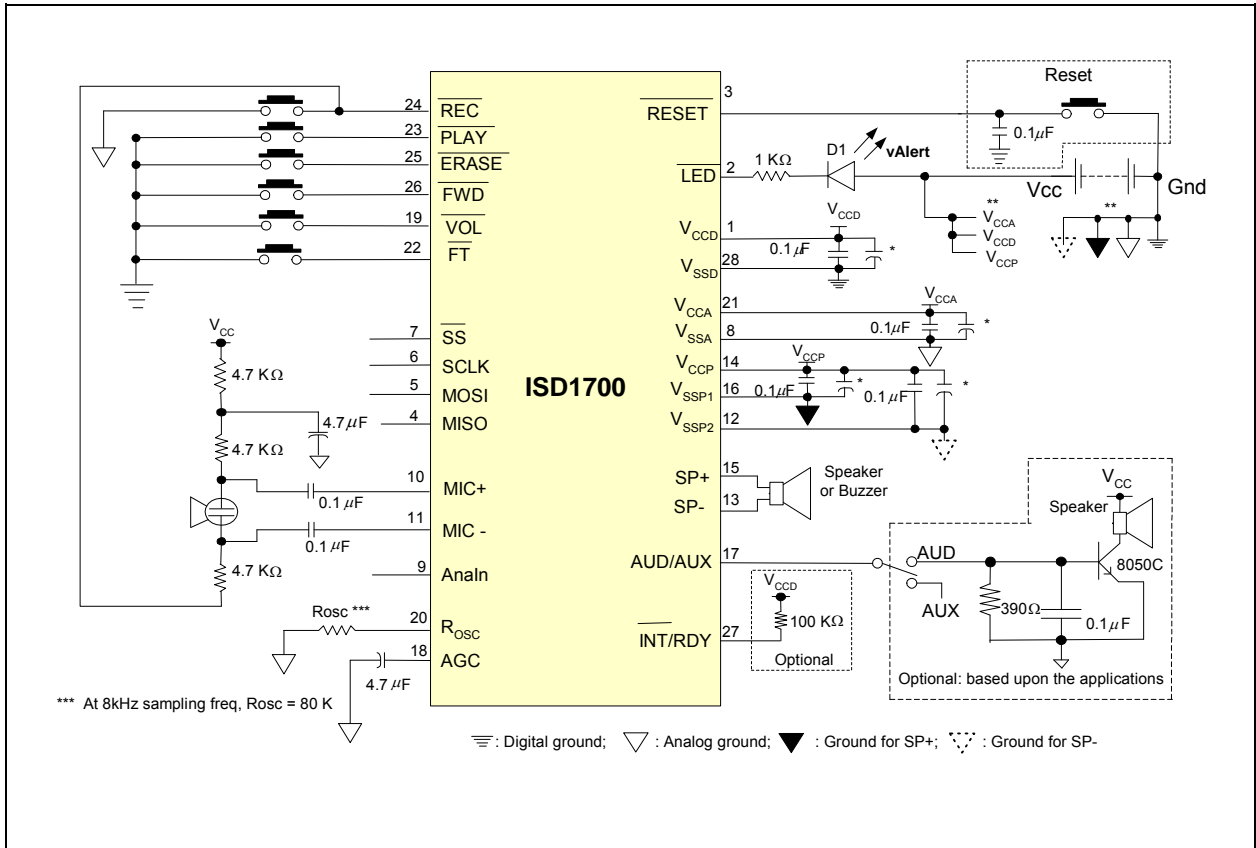 Reset
3
24
REC
RESET
0.1µF
23
PLAY
D1
vAlert
25
ERASE
1 KΩ
2
LED
26
FWD
Vcc
Gnd
19
VOL
**
**
VCCA
VCCD
VCCP
22
FT
VCCD
1
VCCD
0.1µF
*
VSSD
28
VCCA
21
VCCA
0.1µF
*
VSSA
8
VCC
7
SS
6
SCLK
5
MOSI
4
MISO
4.7 KΩ
4.7µF
4.7 KΩ
ISD1700
VCCP
14
VCCP
0.1µF
*
0.1µF
*
VSSP1
16
VSSP2
12
10
MIC+
0.1µF
11
MIC -
0.1µF
4.7 KΩ
9
AnaIn
SP+
15
SP-
13
Speaker
or Buzzer
VCC
Speaker
AUD/AUX
17
AUD
AUX
8050C
390Ω
0.1µF
Optional: based upon the applications
VCCD
100 KΩ
INT/RDY
27
Optional
Rosc ***
20
ROSC
18
AGC
4.7 µF
*** At 8kHz sampling freq, Rosc = 80 K
: Digital ground; : Analog ground; : Ground for SP+; : Ground for SP-